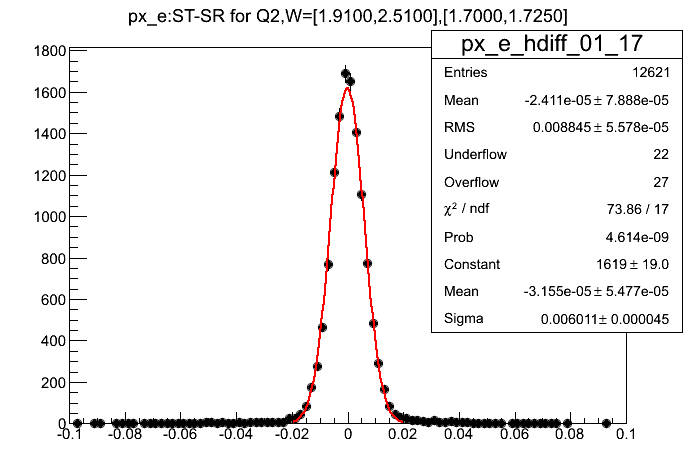 px_e:ST-SR for Q2,W=[1.9100,2.5100],[1.7000,1.7250]
px_e_hdiff_01_17
Entries 12621
Mean -2.411e-05 ± 7.888e-05
RMS 0.008845 ± 5.578e-05
Underflow 22
Overflow 27
χ² / ndf 73.86 / 17
Prob 4.614e-09
Constant 1619 ± 19.0
Mean -3.155e-05 ± 5.477e-05
Sigma 0.006011 ± 0.000045
1800
1600
1400
1200
1000
800
600
400
200
0
-0.1 -0.08 -0.06 -0.04 -0.02 0 0.02 0.04 0.06 0.08 0.1